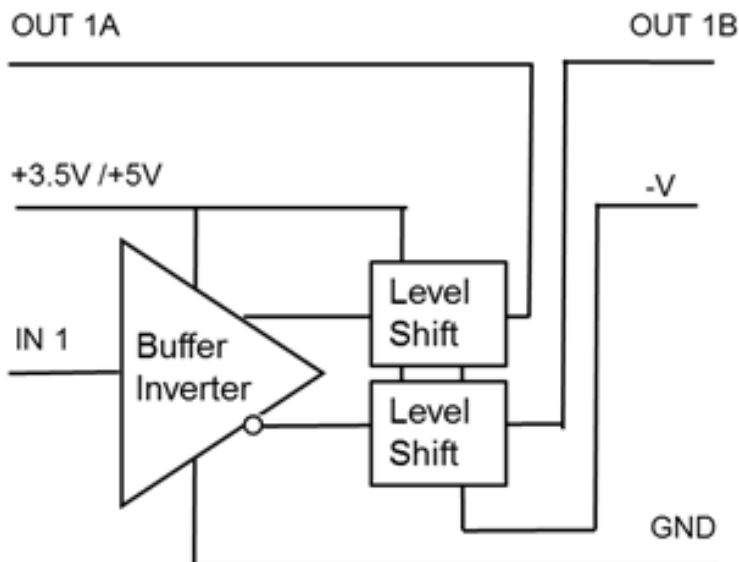 OUT 1A
OUT 1B
+3.5V /+5V
-V
Level
Shift
IN 1
Buffer
Inverter
Level
Shift
GND